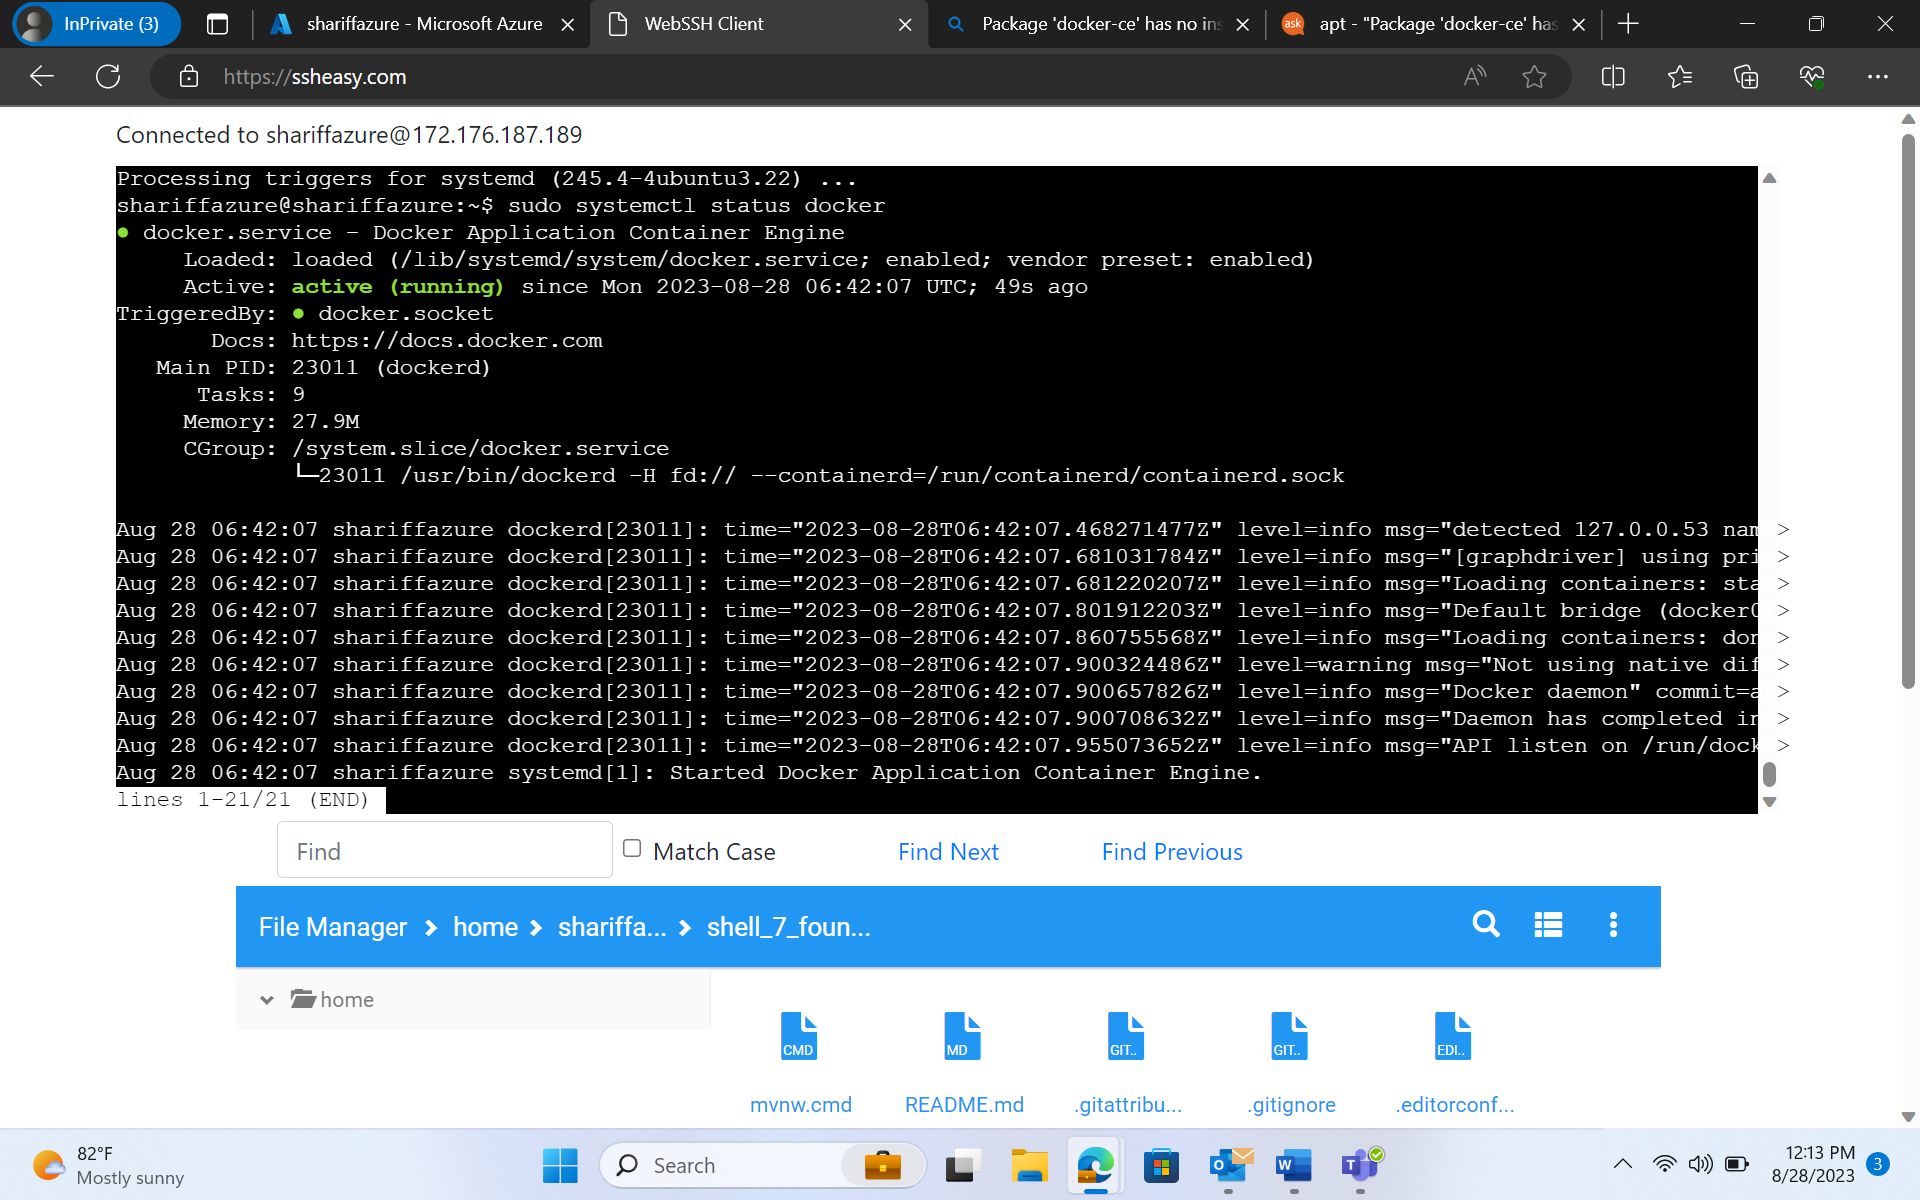 InPrivate (3)
shariffazure - Microsoft Azure
WebSSH Client
Package 'docker-ce' has no ins
ask
apt - "Package 'docker-ce' has
https://ssheasy.com
Connected to shariffazure@172.176.187.189
Processing triggers for systemd (245.4-4ubuntu3.22) ...
shariffazure@shariffazure:~$ sudo systemctl status docker
● docker.service - Docker Application Container Engine
Loaded: loaded (/lib/systemd/system/docker.service; enabled; vendor preset: enabled)
Active: active (running) since Mon 2023-08-28 06:42:07 UTC; 49s ago
TriggeredBy: ● docker.socket
Docs: https://docs.docker.com
Main PID: 23011 (dockerd)
Tasks: 9
Memory: 27.9M
CGroup: /system.slice/docker.service
└─23011 /usr/bin/dockerd -H fd:// --containerd=/run/containerd/containerd.sock
Aug 28 06:42:07 shariffazure dockerd[23011]: time="2023-08-28T06:42:07.468271477Z" level=info msg="detected 127.0.0.53 nam>
Aug 28 06:42:07 shariffazure dockerd[23011]: time="2023-08-28T06:42:07.681031784Z" level=info msg="[graphdriver] using pri>
Aug 28 06:42:07 shariffazure dockerd[23011]: time="2023-08-28T06:42:07.681220207Z" level=info msg="Loading containers: sta>
Aug 28 06:42:07 shariffazure dockerd[23011]: time="2023-08-28T06:42:07.801912203Z" level=info msg="Default bridge (docker0>
Aug 28 06:42:07 shariffazure dockerd[23011]: time="2023-08-28T06:42:07.860755568Z" level=info msg="Loading containers: don>
Aug 28 06:42:07 shariffazure dockerd[23011]: time="2023-08-28T06:42:07.900324486Z" level=warning msg="Not using native dif>
Aug 28 06:42:07 shariffazure dockerd[23011]: time="2023-08-28T06:42:07.900657826Z" level=info msg="Docker daemon" commit=a>
Aug 28 06:42:07 shariffazure dockerd[23011]: time="2023-08-28T06:42:07.900708632Z" level=info msg="Daemon has completed in>
Aug 28 06:42:07 shariffazure dockerd[23011]: time="2023-08-28T06:42:07.955073652Z" level=info msg="API listen on /run/dock>
Aug 28 06:42:07 shariffazure systemd[1]: Started Docker Application Container Engine.
lines 1-21/21 (END)
Find
Match Case
Find Next
Find Previous
File Manager > home > shariffa... > shell_7_foun...
home
CMD
MD
GIT..
GIT..
EDI..
mvnw.cmd
README.md
.gitattribu...
.gitignore
.editorconf...
82°F
Mostly sunny
Search
12:13 PM
8/28/2023
3